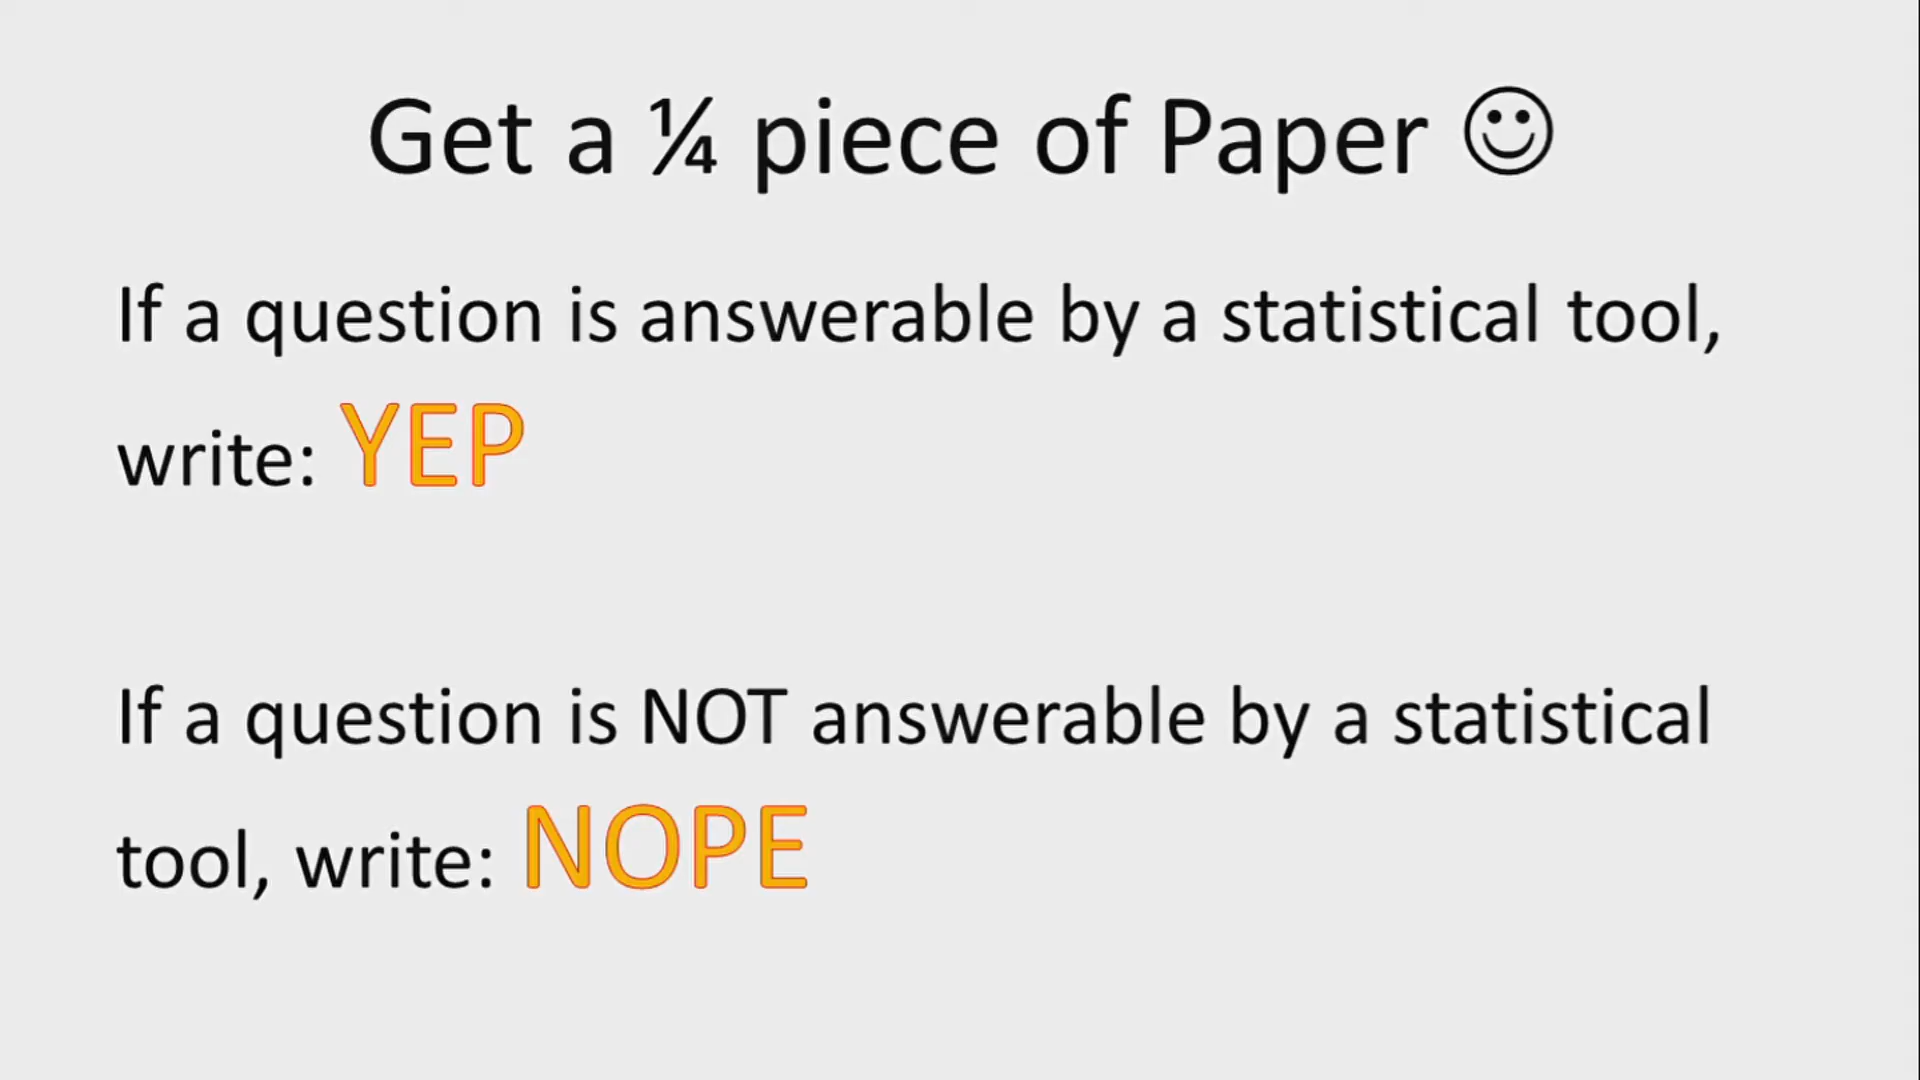 Get a ¼ piece of Paper ☺
If a question is answerable by a statistical tool,
write: YEP
If a question is NOT answerable by a statistical
tool, write: NOPE